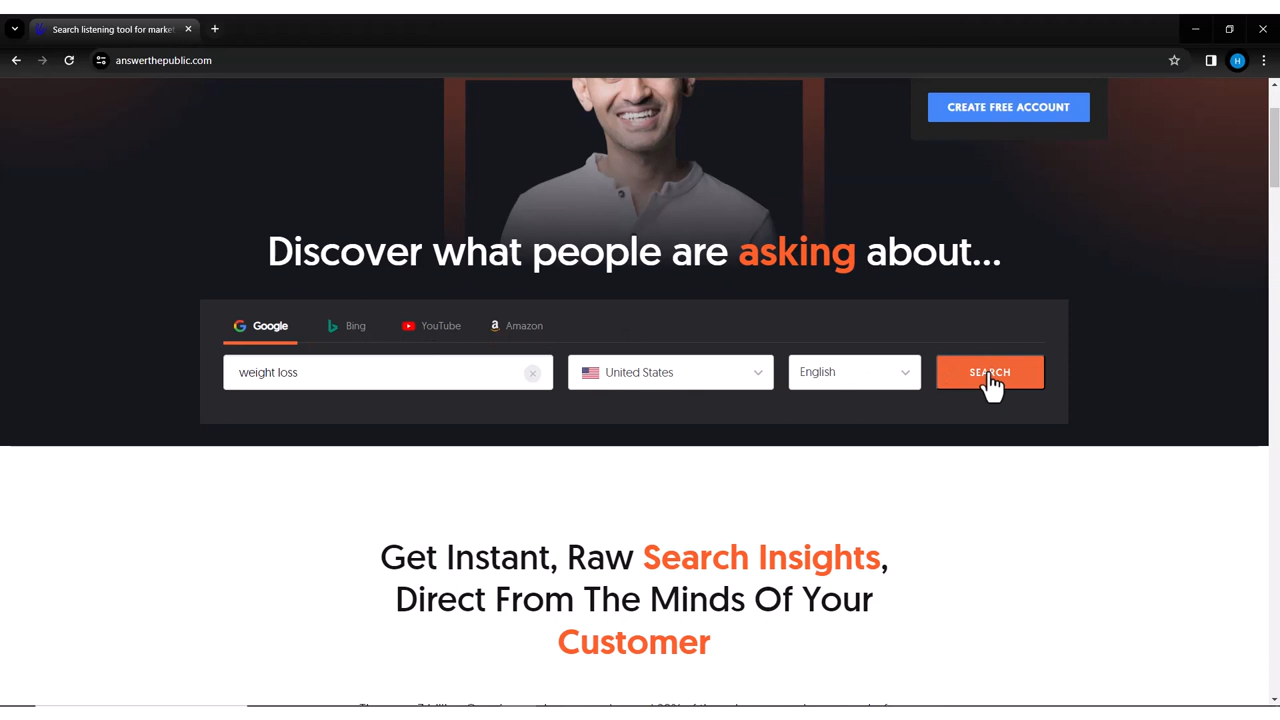 Search listening tool for market
answerthepublic.com
H
CREATE FREE ACCOUNT
Discover what people are asking about...
Google
Bing
YouTube
Amazon
weight loss
United States
English
SEARCH
Get Instant, Raw Search Insights,
Direct From The Minds Of Your
Customer